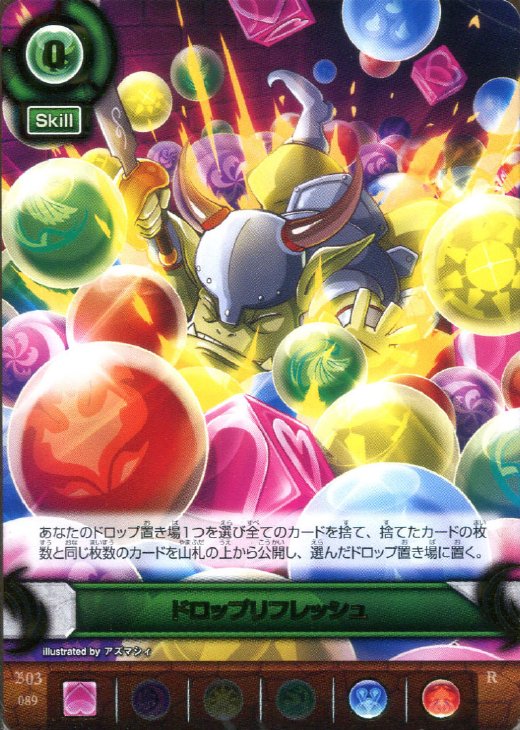 0
Skill
あなたのドロップ置き場1つを選び全てのカードを捨て、捨てたカードの枚
数と同じ枚数のカードを山札の上から公開し、選んだドロップ置き場に置く。
ドロップリフレッシュ
illustrated by アズマシィ
B03
089
R